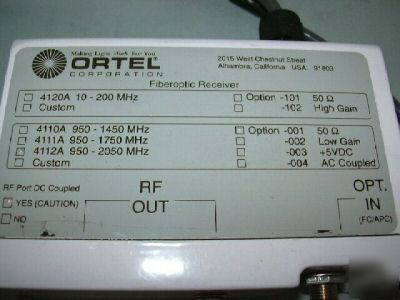 Making Light Work For You
ORTEL
CORPORATION
2015 West Chestnut Street
Alhambra, California USA 91803
Fiberoptic Receiver
4120A 10 - 200 MHz
Custom
Option -101 50 Ω
-102 High Gain
4110A 950 - 1450 MHz
4111A 950 - 1750 MHz
4112A 950 - 2050 MHz
Custom
Option -001 50 Ω
-002 Low Gain
-003 +5VDC
-004 AC Coupled
RF Port DC Coupled
YES (CAUTION)
NO
RF
OUT
OPT.
IN
(FC/APC)